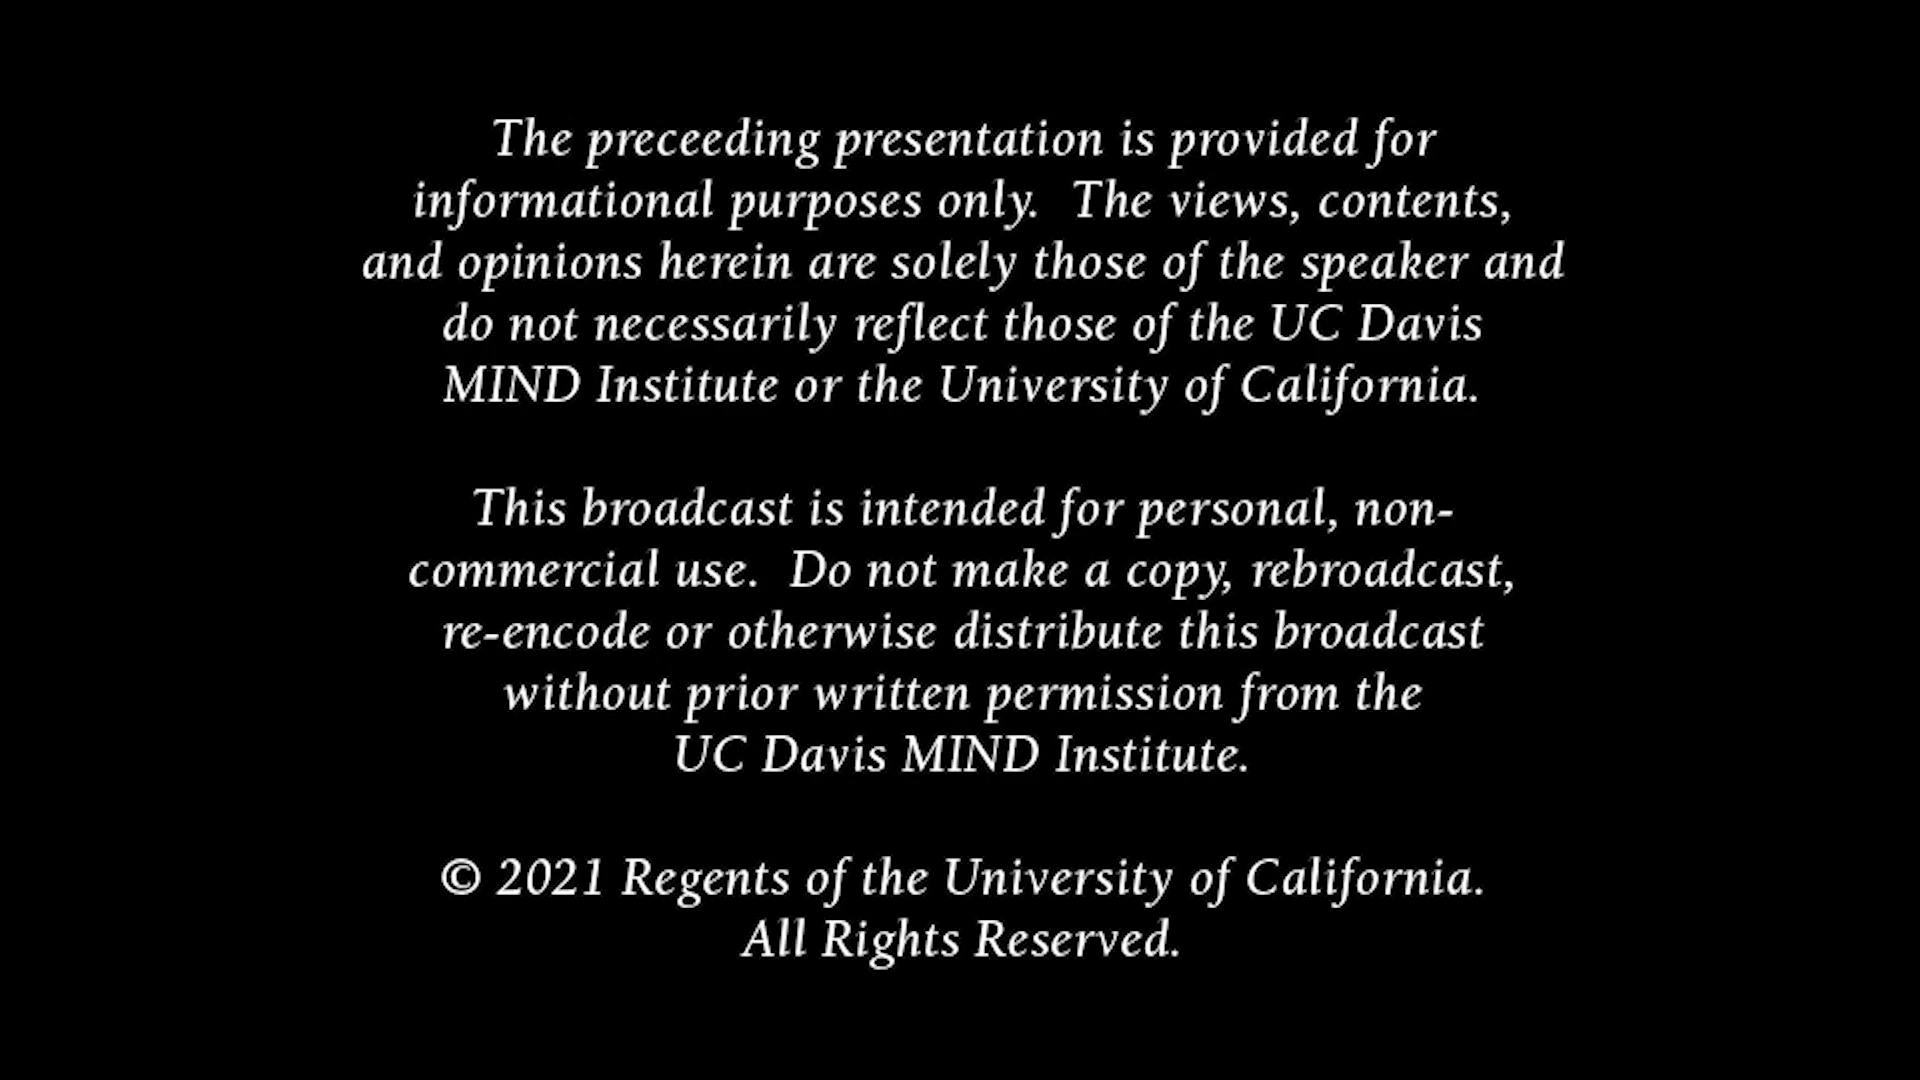 The preceeding presentation is provided for
informational purposes only.  The views, contents,
and opinions herein are solely those of the speaker and
do not necessarily reflect those of the UC Davis
MIND Institute or the University of California.
This broadcast is intended for personal, non-
commercial use.  Do not make a copy, rebroadcast,
re-encode or otherwise distribute this broadcast
without prior written permission from the
UC Davis MIND Institute.
© 2021 Regents of the University of California.
All Rights Reserved.